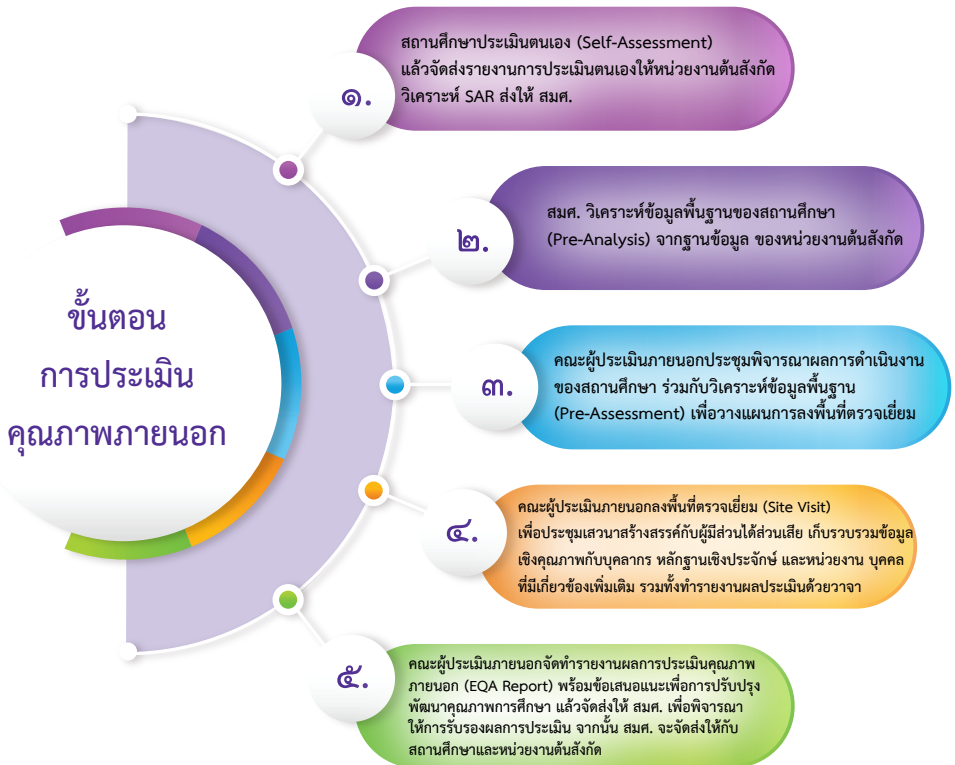 ขั้นตอน
การประเมิน
คุณภาพภายนอก
๑.
สถานศึกษาประเมินตนเอง (Self-Assessment)
แล้วจัดส่งรายงานการประเมินตนเองให้หน่วยงานต้นสังกัด
วิเคราะห์ SAR ส่งให้ สมศ.
๒.
สมศ. วิเคราะห์ข้อมูลพื้นฐานของสถานศึกษา
(Pre-Analysis) จากฐานข้อมูล ของหน่วยงานต้นสังกัด
๓.
คณะผู้ประเมินภายนอกประชุมพิจารณาผลการดำเนินงาน
ของสถานศึกษา ร่วมกับวิเคราะห์ข้อมูลพื้นฐาน
(Pre-Assessment) เพื่อวางแผนการลงพื้นที่ตรวจเยี่ยม
๔.
คณะผู้ประเมินภายนอกลงพื้นที่ตรวจเยี่ยม (Site Visit)
เพื่อประชุมเสวนาสร้างสรรค์กับผู้มีส่วนได้ส่วนเสีย เก็บรวบรวมข้อมูล
เชิงคุณภาพกับบุคลากร หลักฐานเชิงประจักษ์ และหน่วยงาน บุคคล
ที่มีเกี่ยวข้องเพิ่มเติม รวมทั้งทำรายงานผลประเมินด้วยวาจา
๕.
คณะผู้ประเมินภายนอกจัดทำรายงานผลการประเมินคุณภาพ
ภายนอก (EQA Report) พร้อมข้อเสนอแนะเพื่อการปรับปรุง
พัฒนาคุณภาพการศึกษา แล้วจัดส่งให้ สมศ. เพื่อพิจารณา
ให้การรับรองผลการประเมิน จากนั้น สมศ. จะจัดส่งให้กับ
สถานศึกษาและหน่วยงานต้นสังกัด